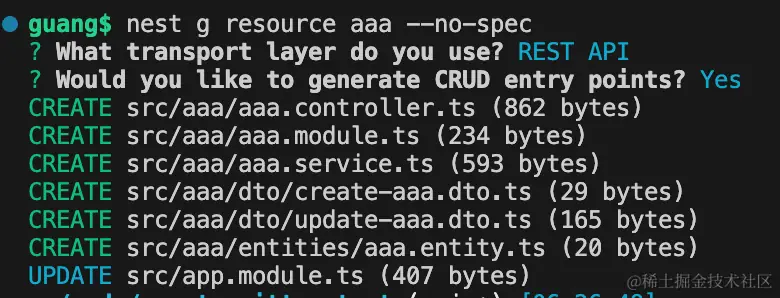 guang$ nest g resource aaa --no-spec
? What transport layer do you use? REST API
? Would you like to generate CRUD entry points? Yes
CREATE src/aaa/aaa.controller.ts (862 bytes)
CREATE src/aaa/aaa.module.ts (234 bytes)
CREATE src/aaa/aaa.service.ts (593 bytes)
CREATE src/aaa/dto/create-aaa.dto.ts (29 bytes)
CREATE src/aaa/dto/update-aaa.dto.ts (165 bytes)
CREATE src/aaa/entities/aaa.entity.ts (20 bytes)
UPDATE src/app.module.ts (407 bytes)
@稀土掘金技术社区